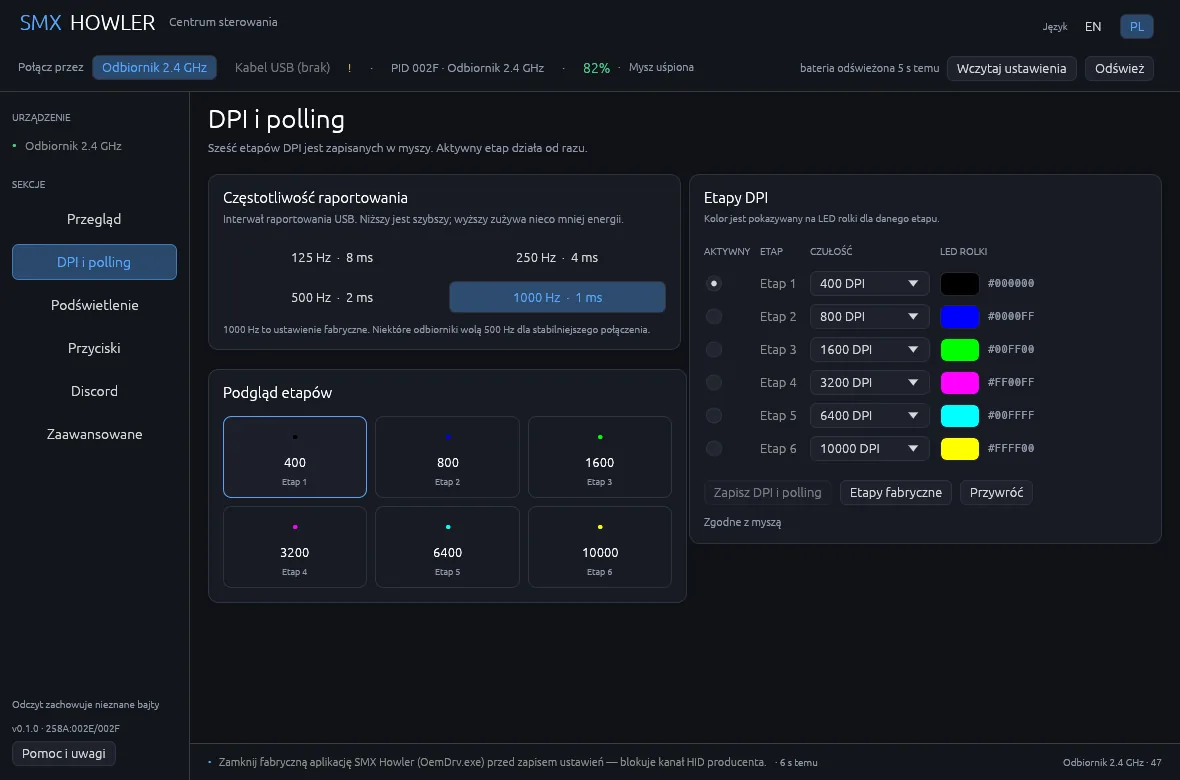 SMX HOWLER Centrum sterowania
Język EN PL
Połącz przez Odbiornik 2.4 GHz Kabel USB (brak) ! · PID 002F · Odbiornik 2.4 GHz · 82% · Mysz uśpiona
bateria odświeżona 5 s temu Wczytaj ustawienia Odśwież
URZĄDZENIE
• Odbiornik 2.4 GHz
SEKCJE
Przegląd
DPI i polling
Podświetlenie
Przyciski
Discord
Zaawansowane
Odczyt zachowuje nieznane bajty
v0.1.0 · 258A:002E/002F
Pomoc i uwagi
DPI i polling
Sześć etapów DPI jest zapisanych w myszy. Aktywny etap działa od razu.
Częstotliwość raportowania
Interwał raportowania USB. Niższy jest szybszy; wyższy zużywa nieco mniej energii.
125 Hz · 8 ms 250 Hz · 4 ms
500 Hz · 2 ms 1000 Hz · 1 ms
1000 Hz to ustawienie fabryczne. Niektóre odbiorniki wolą 500 Hz dla stabilniejszego połączenia.
Podgląd etapów
400 800 1600
Etap 1 Etap 2 Etap 3
3200 6400 10000
Etap 4 Etap 5 Etap 6
Etapy DPI
Kolor jest pokazywany na LED rolki dla danego etapu.
AKTYWNY ETAP CZUŁOŚĆ LED ROLKI
Etap 1 400 DPI #000000
Etap 2 800 DPI #0000FF
Etap 3 1600 DPI #00FF00
Etap 4 3200 DPI #FF00FF
Etap 5 6400 DPI #00FFFF
Etap 6 10000 DPI #FFFF00
Zapisz DPI i polling Etapy fabryczne Przywróć
Zgodne z myszą
• Zamknij fabryczną aplikację SMX Howler (OemDrv.exe) przed zapisem ustawień — blokuje kanał HID producenta. · 6 s temu
Odbiornik 2.4 GHz · 47